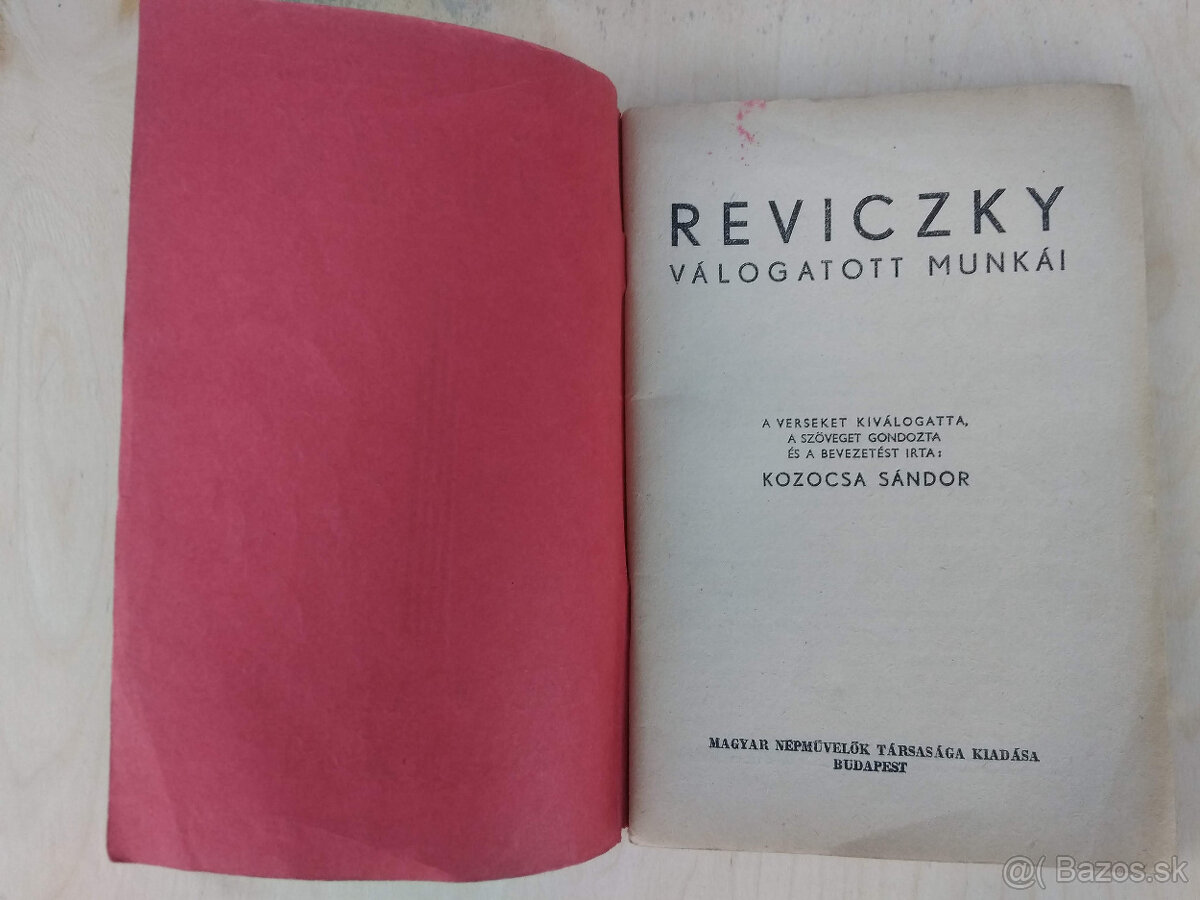 REVICZKY
VÁLOGATOTT MUNKÁI
A VERSEKET KIVÁLOGATTA,
A SZÖVEGET GONDOZTA
ÉS A BEVEZETÉST IRTA:
KOZOCSA SÁNDOR
MAGYAR NÉPMŰVELŐK TÁRSASÁGA KIADÁSA
BUDAPEST
@( Bazos.sk